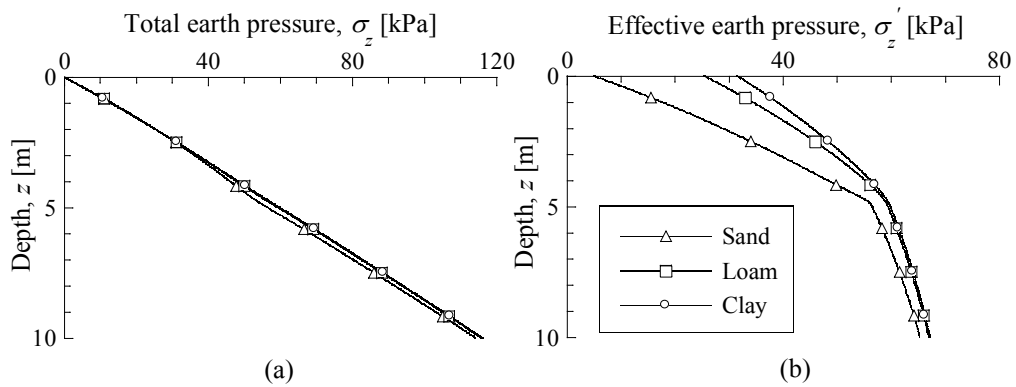 Total earth pressure, σz [kPa]
0 40 80 120
0
5
10
Depth, z [m]
(a)
Effective earth pressure, σz′ [kPa]
0 40 80
0
5
10
Depth, z [m]
Sand
Loam
Clay
(b)